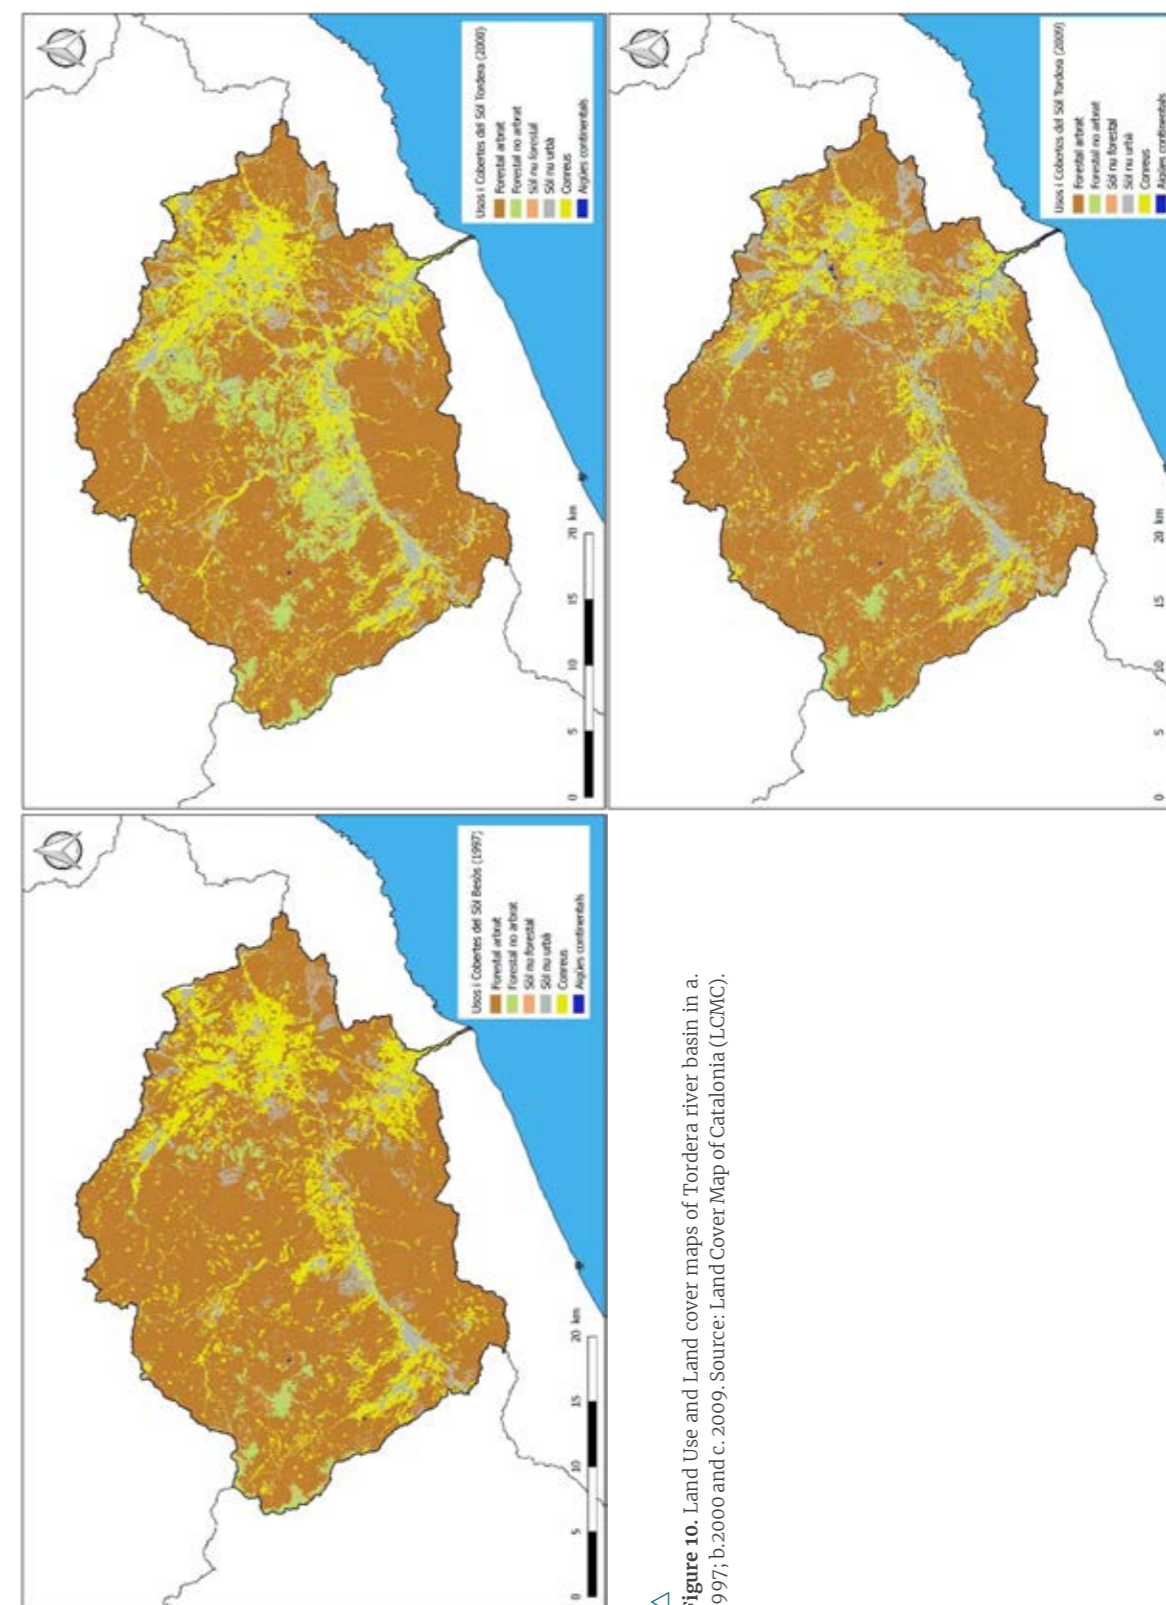 Usos i Cobertes del Sòl Besòs (1997)
Forestal arbrat
Forestal no arbrat
Sòl nu forestal
Sòl nu urbà
Conreus
Aigües continentals
0 5 10 15 20 km
Usos i Cobertes del Sòl Tordera (2000)
Forestal arbrat
Forestal no arbrat
Sòl nu forestal
Sòl nu urbà
Conreus
Aigües continentals
0 5 10 15 20 km
Usos i Cobertes del Sòl Tordera (2009)
Forestal arbrat
Forestal no arbrat
Sòl nu forestal
Sòl nu urbà
Conreus
Aigües continentals
0 5 10 15 20 km
Figure 10. Land Use and Land cover maps of Tordera river basin in a.
997; b.2000 and c. 2009. Source: Land Cover Map of Catalonia (LCMC).